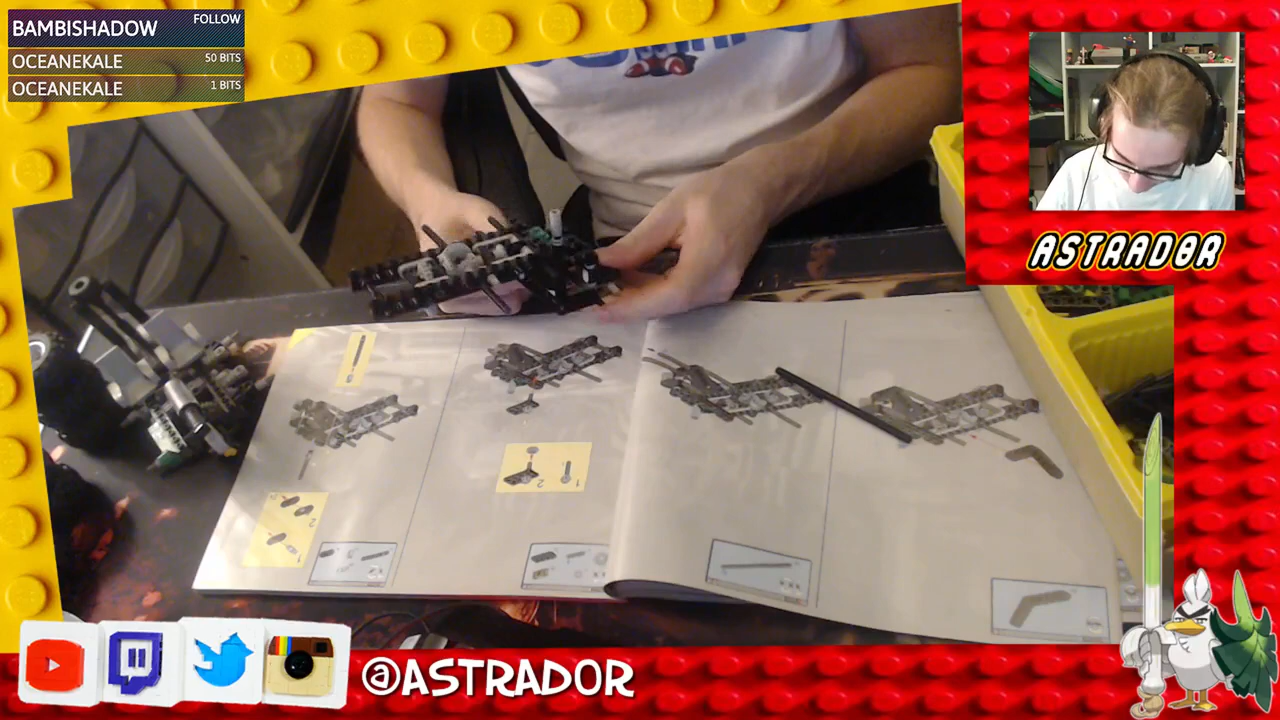 BAMBISHADOW FOLLOW
OCEANEKALE 50 BITS
OCEANEKALE 1 BITS
ASTRADOR
@ASTRADOR